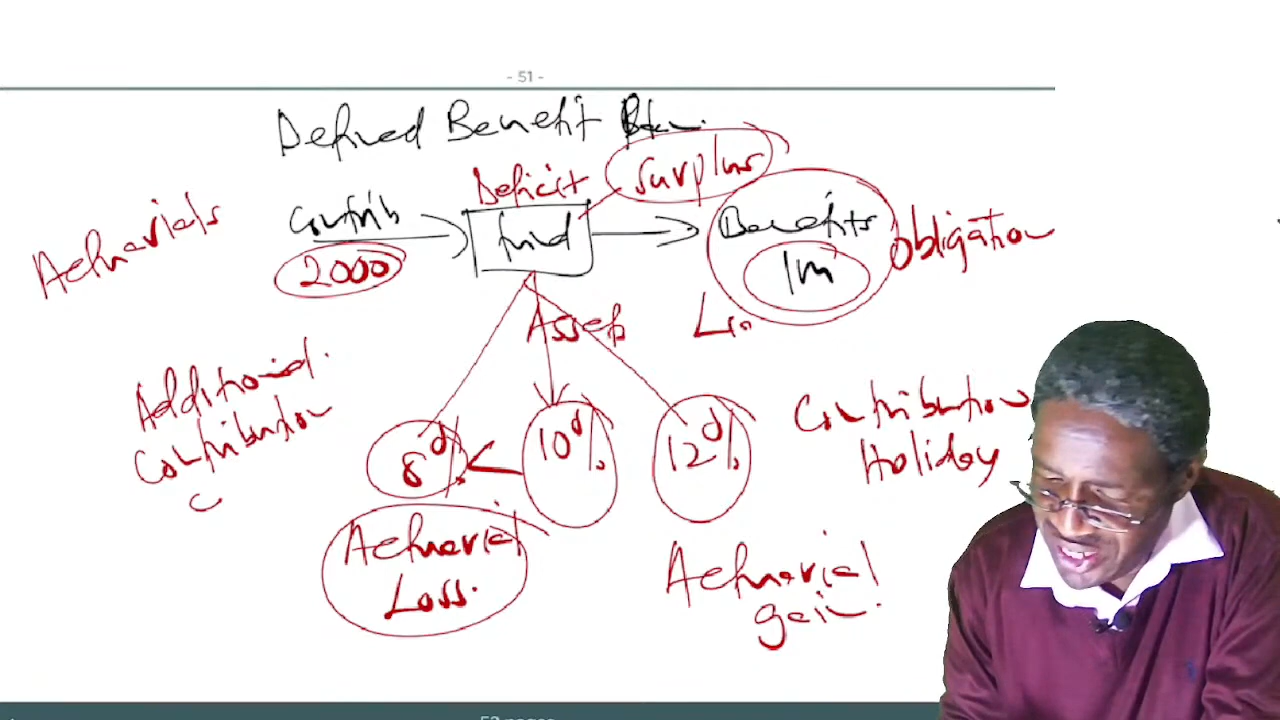 - 51 -
Defined Benefit
Deficit
surplus
Actuarials
Contrib
2000
fund
Benefits
1m
obligation
Assets
Additional
Contribution
8%
10%
12%
Contribution
Holiday
Actuarial
Loss.
Actuarial
gain.